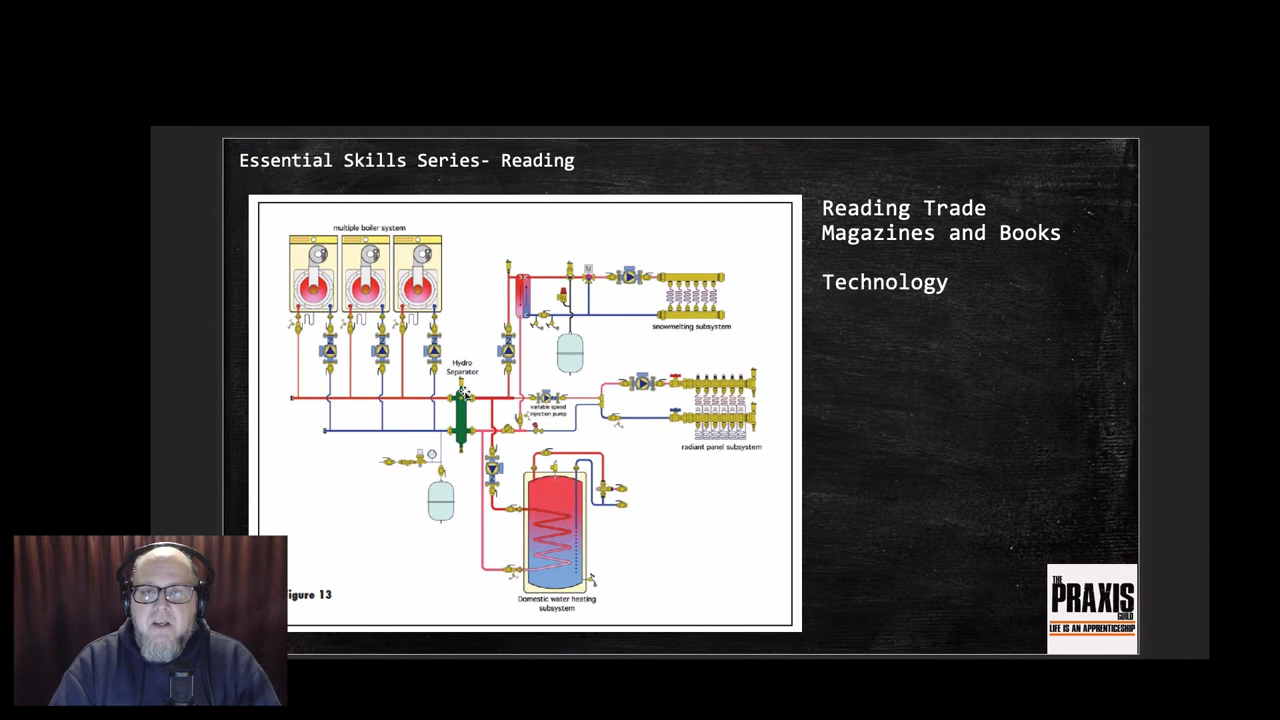 Essential Skills Series- Reading
Reading Trade
Magazines and Books
Technology
multiple boiler system
M
snowmelting subsystem
Hydro
Separator
variable speed
injection pump
radiant panel subsystem
Domestic water heating
subsystem
igure 13
THE
PRAXIS
GUILD
LIFE IS AN APPRENTICESHIP